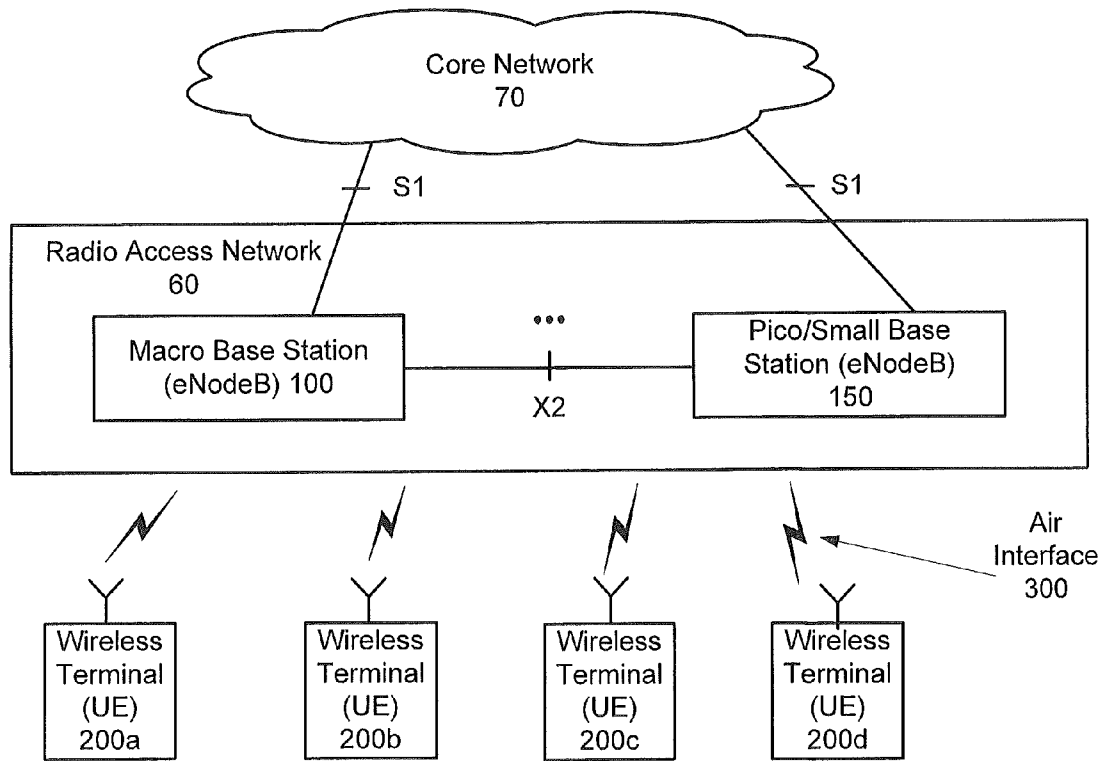 Core Network
70
S1
S1
Radio Access Network
60
Macro Base Station
(eNodeB) 100
•••
X2
Pico/Small Base
Station (eNodeB)
150
Air
Interface
300
Wireless
Terminal
(UE)
200a
Wireless
Terminal
(UE)
200b
Wireless
Terminal
(UE)
200c
Wireless
Terminal
(UE)
200d